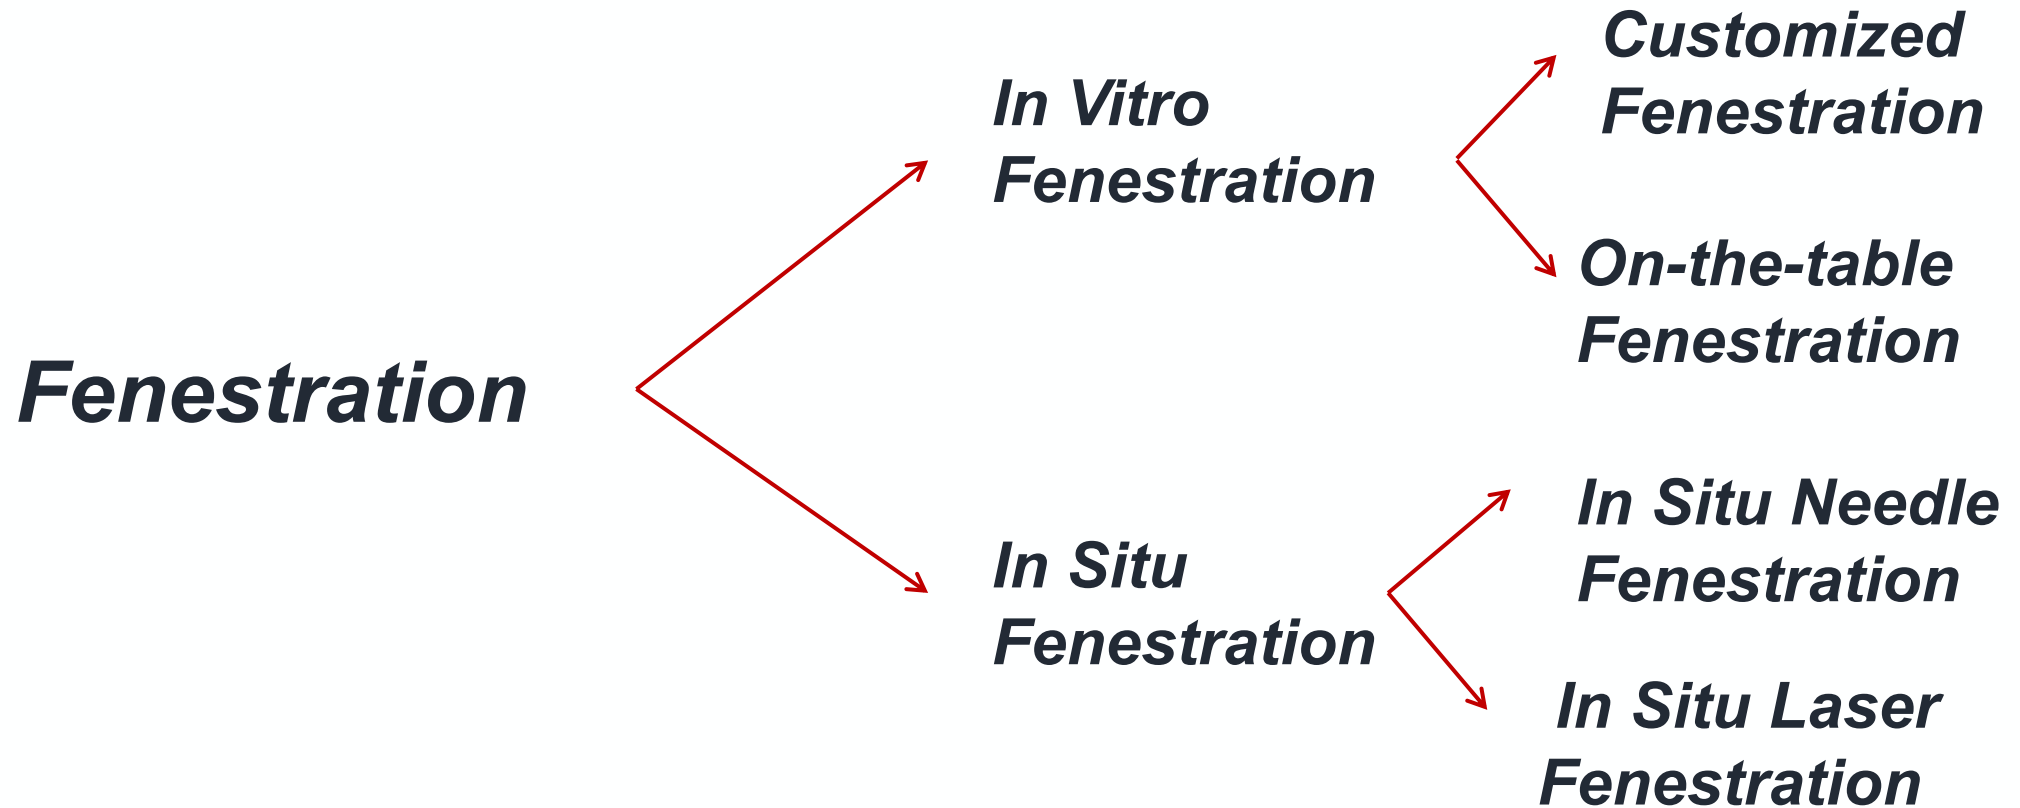 Fenestration
In Vitro
Fenestration
Customized
Fenestration
On-the-table
Fenestration
In Situ
Fenestration
In Situ Needle
Fenestration
In Situ Laser
Fenestration